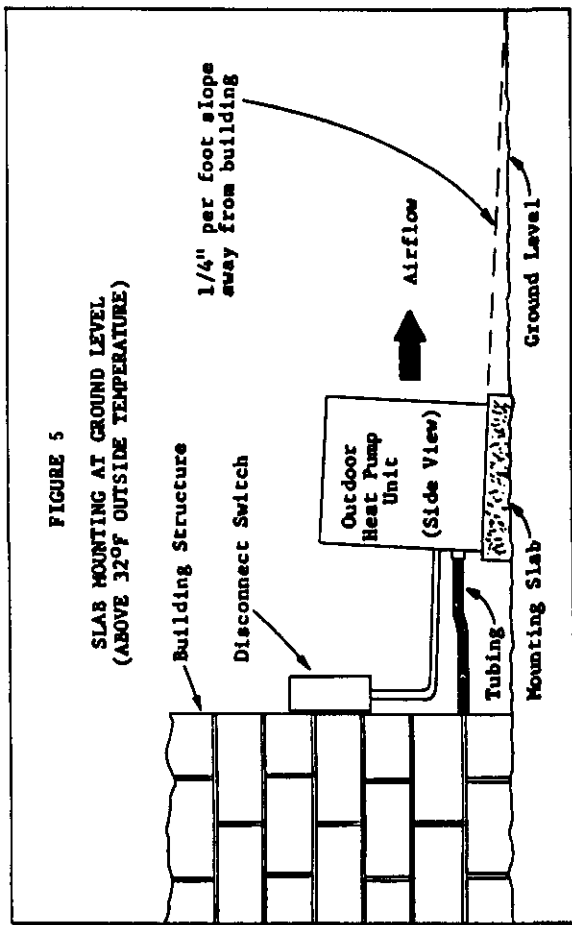 FIGURE 5
SLAB MOUNTING AT GROUND LEVEL
(ABOVE 32°F OUTSIDE TEMPERATURE)
Building Structure
Disconnect Switch
1/4" per foot slope
away from building
Outdoor
Heat Pump
Unit
(Side View)
Airflow
Tubing
Mounting Slab
Ground Level